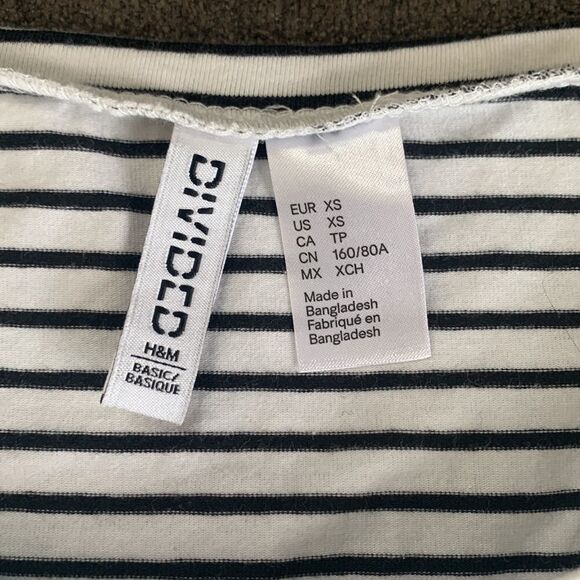 DIVIDED
H&M
BASIC/
BASIQUE
EUR XS
US XS
CA TP
CN 160/80A
MX XCH
Made in
Bangladesh
Fabriqué en
Bangladesh